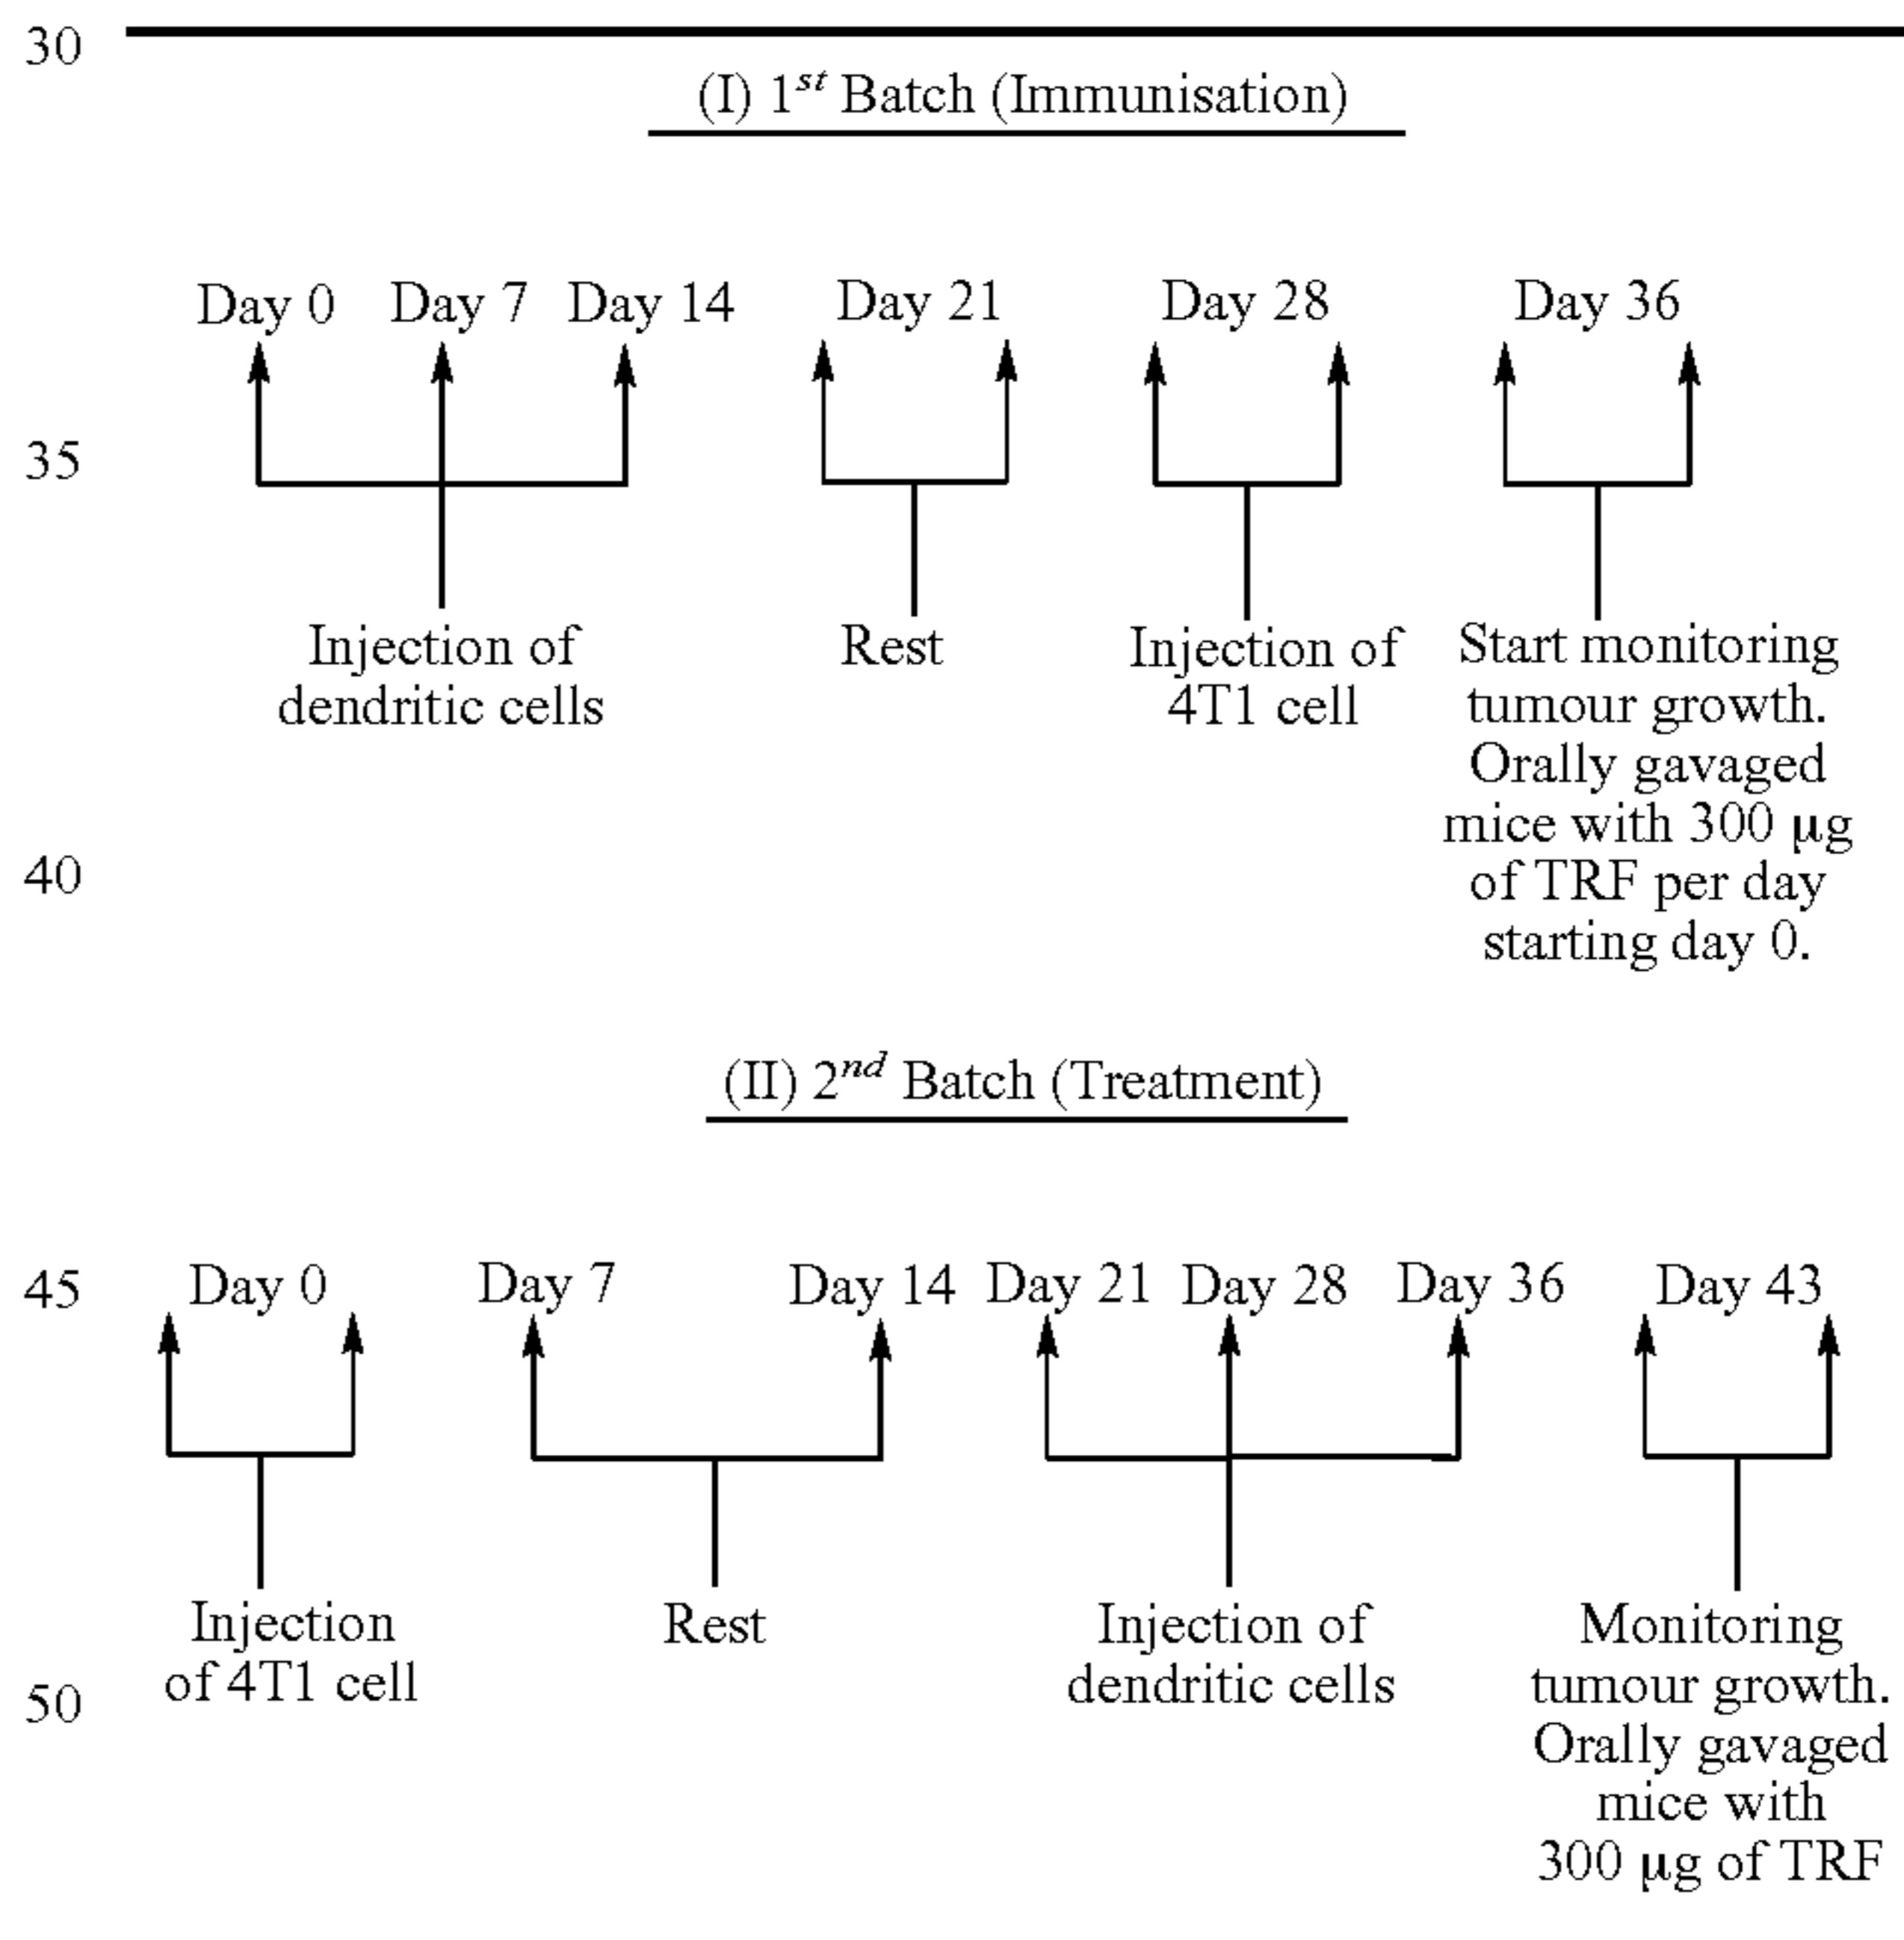 30
(I) 1st Batch (Immunisation)
Day 0 Day 7 Day 14 Day 21 Day 28 Day 36
35
Injection of
dendritic cells
Rest
Injection of
4T1 cell
Start monitoring
tumour growth.
Orally gavaged
mice with 300 μg
of TRF per day
starting day 0.
40
(II) 2nd Batch (Treatment)
45 Day 0 Day 7 Day 14 Day 21 Day 28 Day 36 Day 43
Injection
of 4T1 cell
Rest
Injection of
dendritic cells
Monitoring
tumour growth.
Orally gavaged
mice with
300 μg of TRF
50